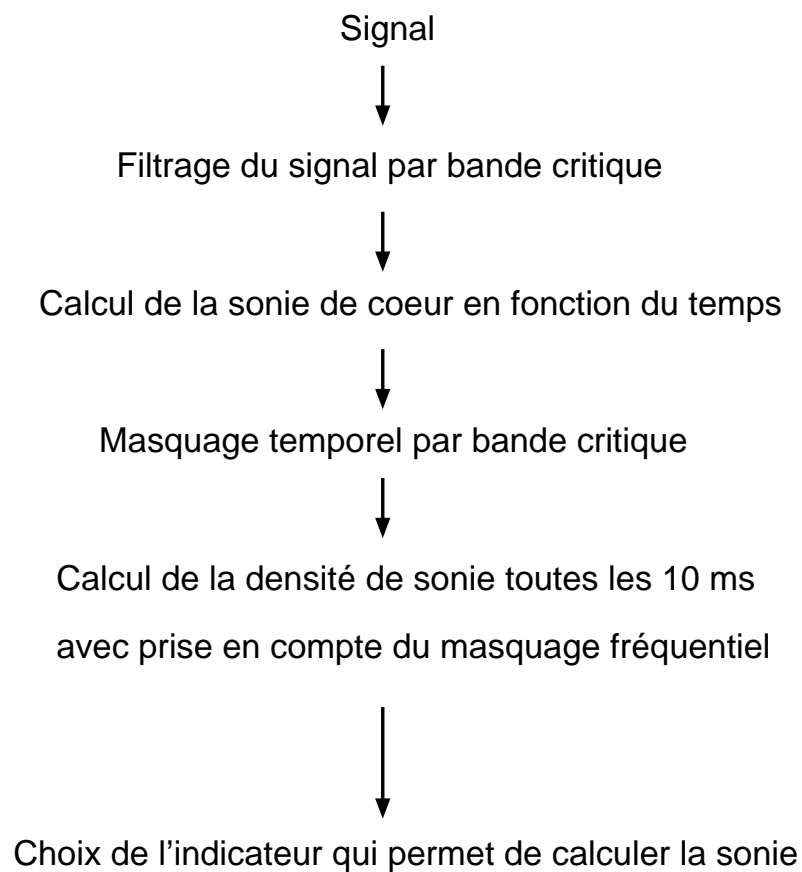 Signal
Filtrage du signal par bande critique
Calcul de la sonie de coeur en fonction du temps
Masquage temporel par bande critique
Calcul de la densité de sonie toutes les 10 ms
avec prise en compte du masquage fréquentiel
Choix de l'indicateur qui permet de calculer la sonie